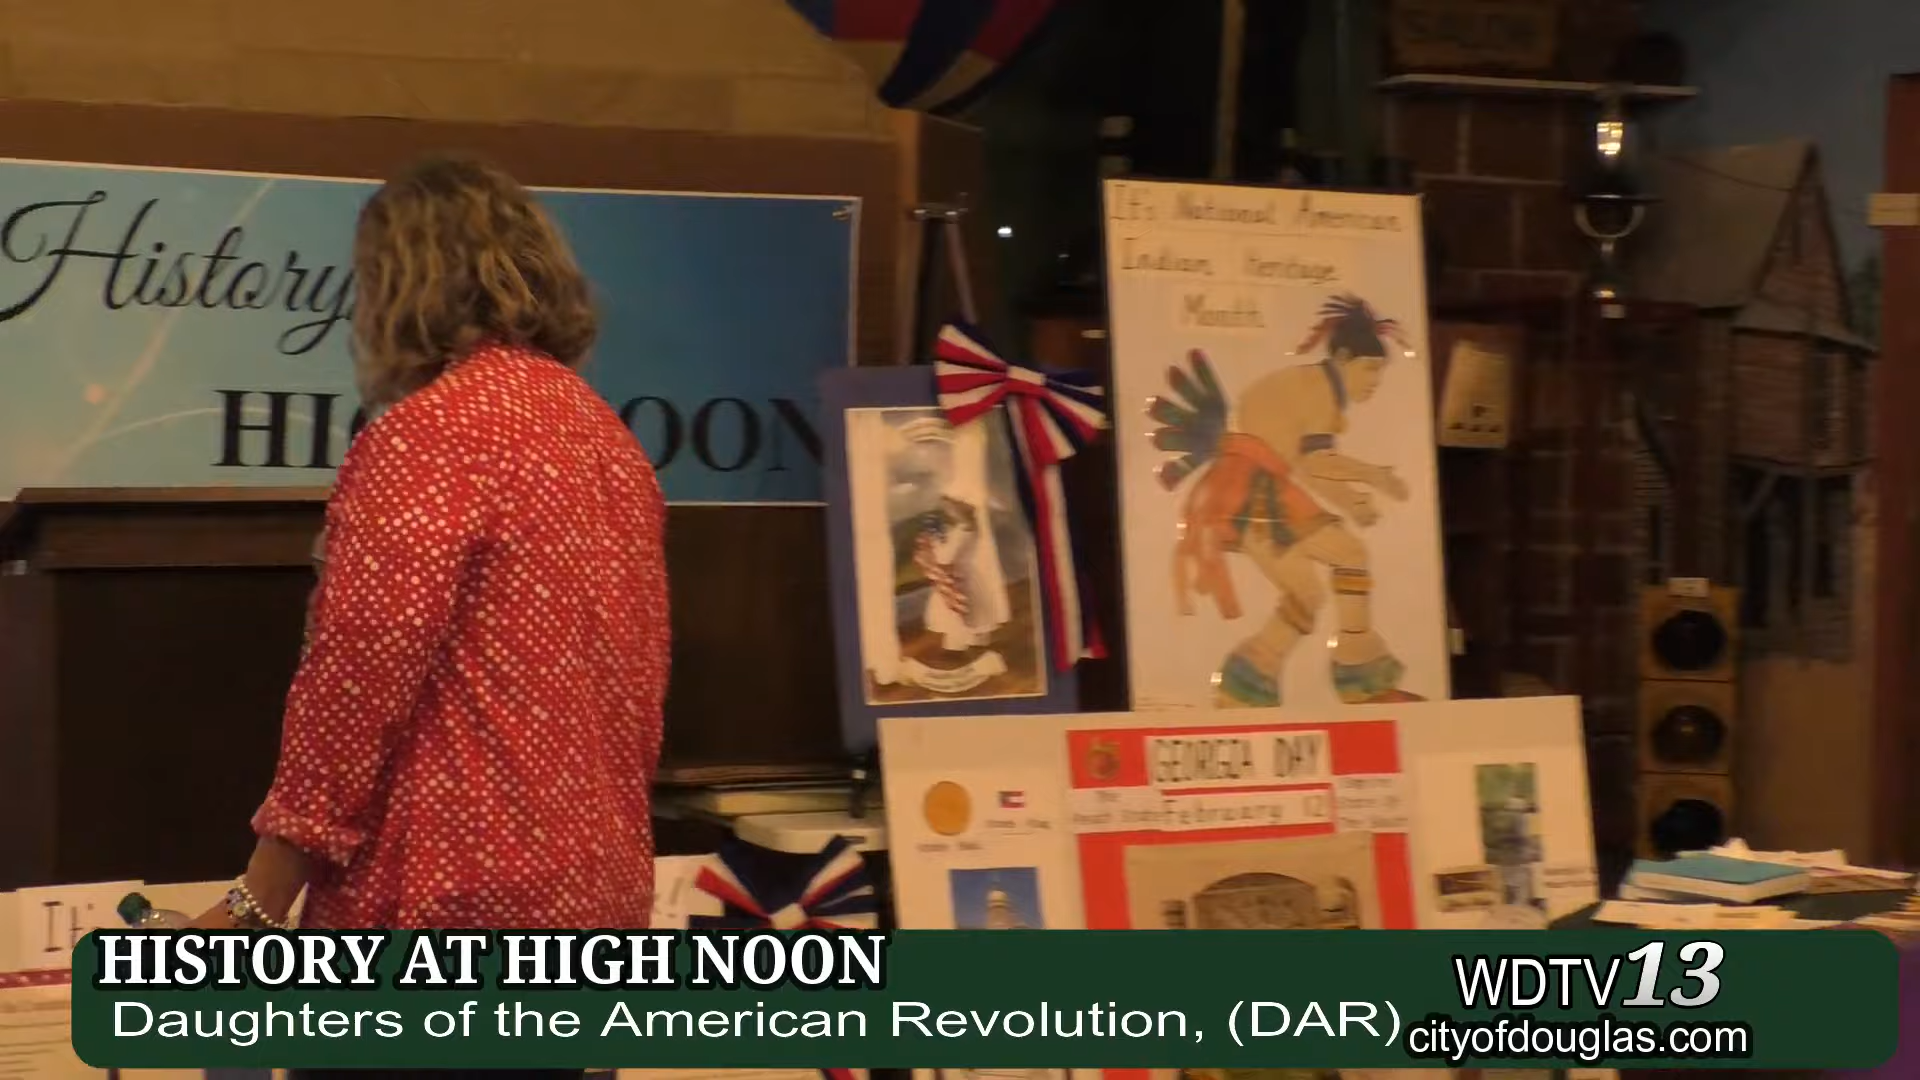 History
HI OON
It's National American
Indian Heritage
Month
GEORGIA DAY
February 12
HISTORY AT HIGH NOON
Daughters of the American Revolution, (DAR)
WDTV13
cityofdouglas.com